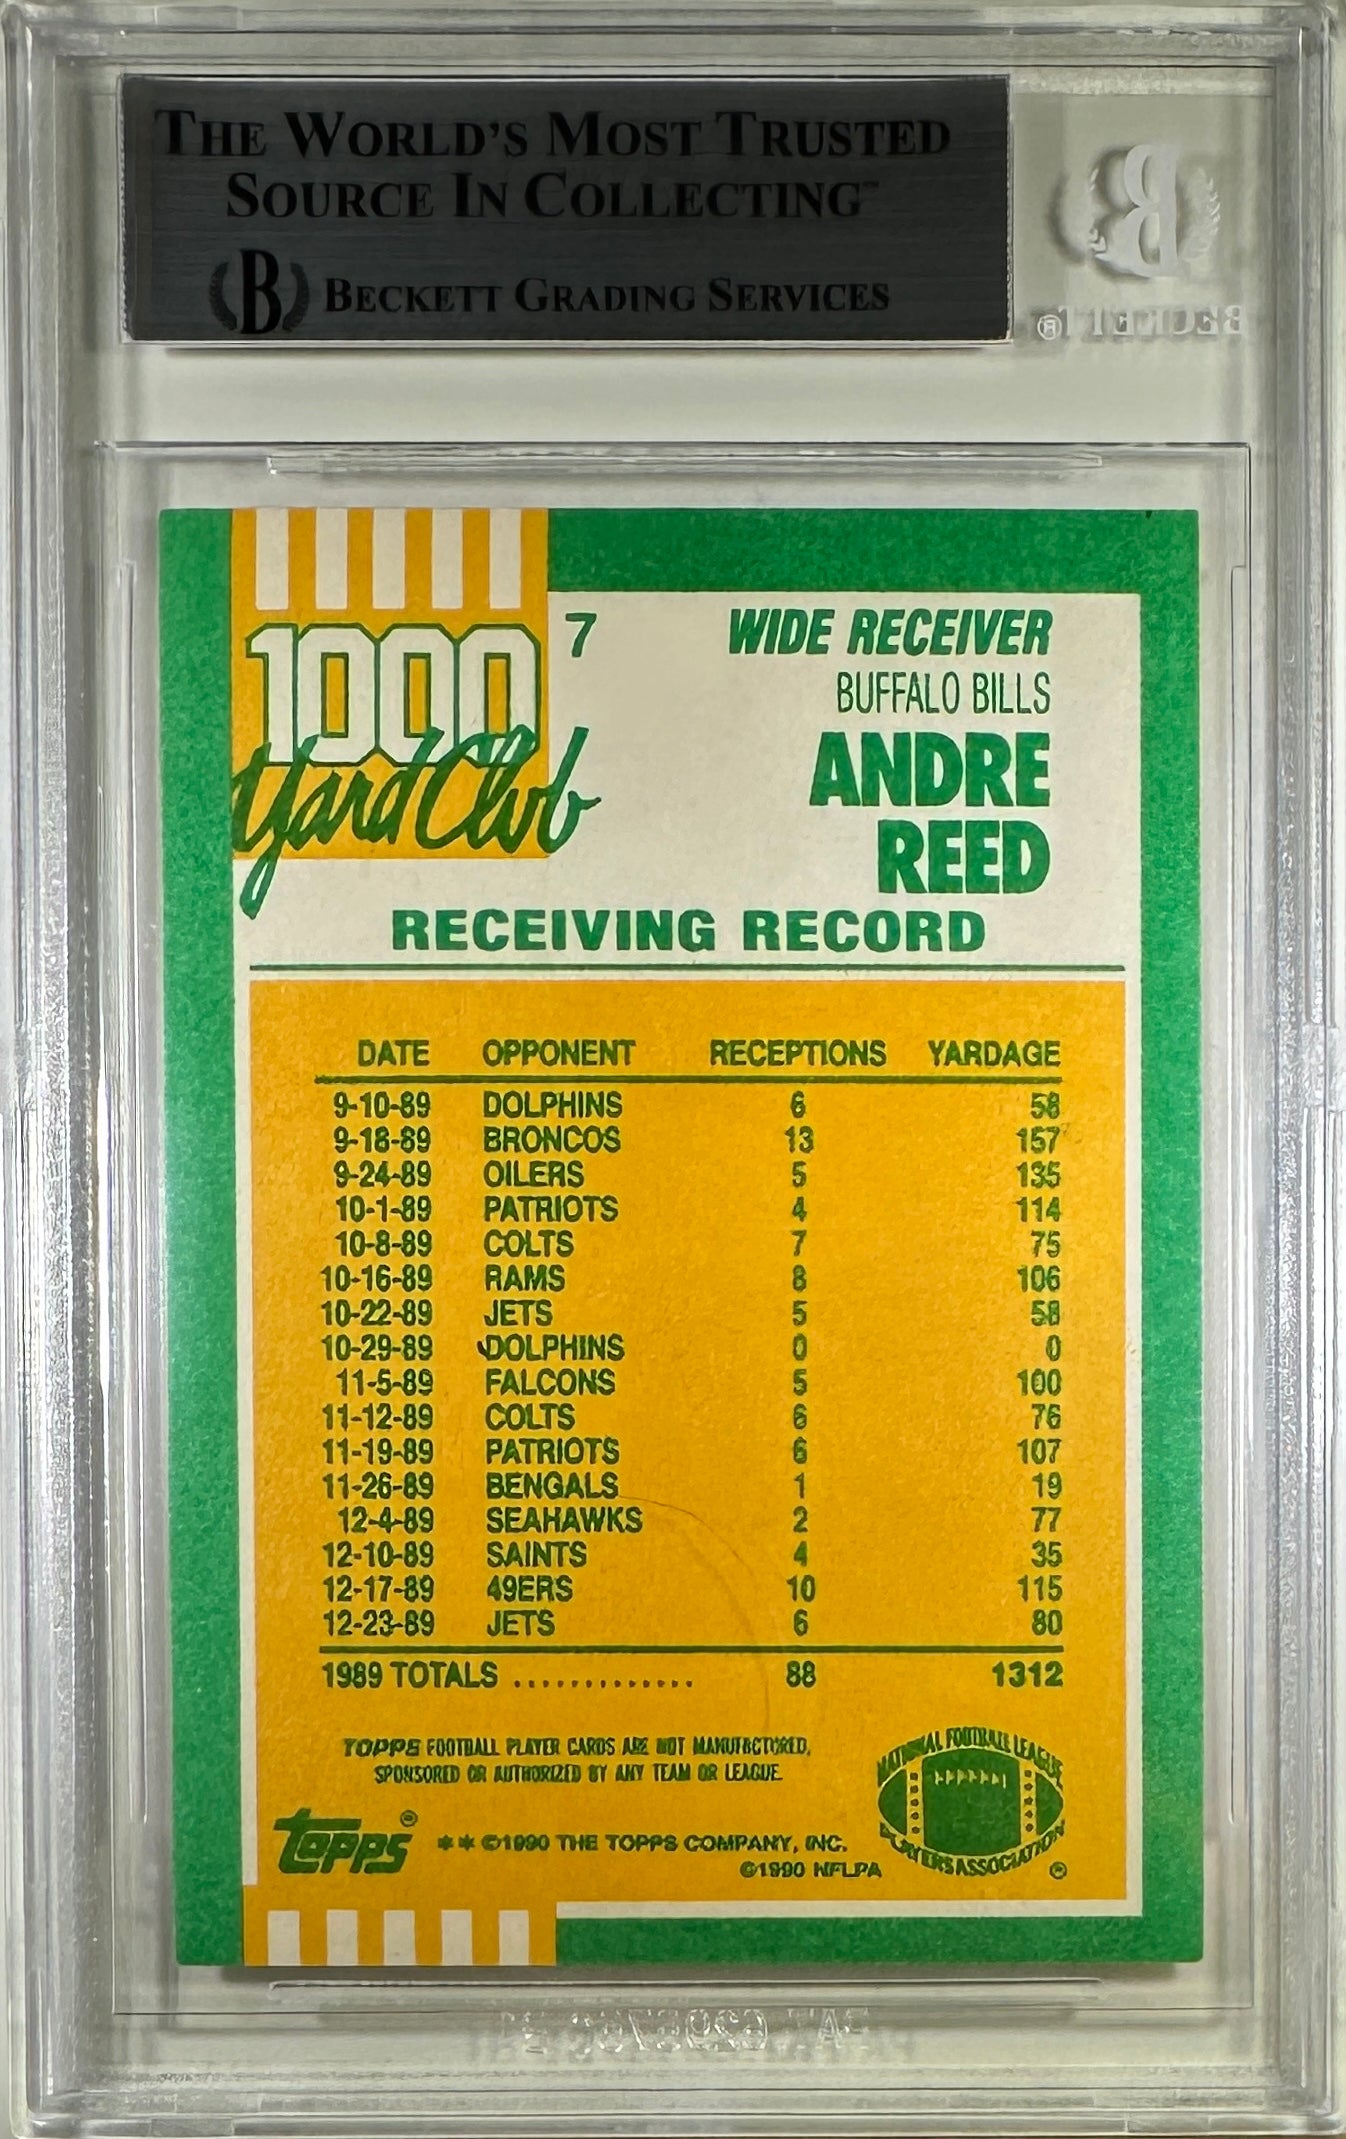 THE WORLD'S MOST TRUSTED
SOURCE IN COLLECTING™
B BECKETT GRADING SERVICES
B
BECKETT®
1000
Yard Club
7
WIDE RECEIVER
BUFFALO BILLS
ANDRE
REED
RECEIVING RECORD
DATE OPPONENT RECEPTIONS YARDAGE
9-10-89 DOLPHINS 6 58
9-18-89 BRONCOS 13 157
9-24-89 OILERS 5 135
10-1-89 PATRIOTS 4 114
10-8-89 COLTS 7 75
10-16-89 RAMS 8 106
10-22-89 JETS 5 58
10-29-89 DOLPHINS 0 0
11-5-89 FALCONS 5 100
11-12-89 COLTS 6 76
11-19-89 PATRIOTS 6 107
11-26-89 BENGALS 1 19
12-4-89 SEAHAWKS 2 77
12-10-89 SAINTS 4 35
12-17-89 49ERS 10 115
12-23-89 JETS 6 80
1989 TOTALS ............. 88 1312
TOPPS FOOTBALL PLAYER CARDS ARE NOT MANUFACTURED,
SPONSORED OR AUTHORIZED BY ANY TEAM OR LEAGUE.
NATIONAL FOOTBALL LEAGUE
PLAYERS ASSOCIATION ®
topps®
** ©1990 THE TOPPS COMPANY, INC.
©1990 NFLPA